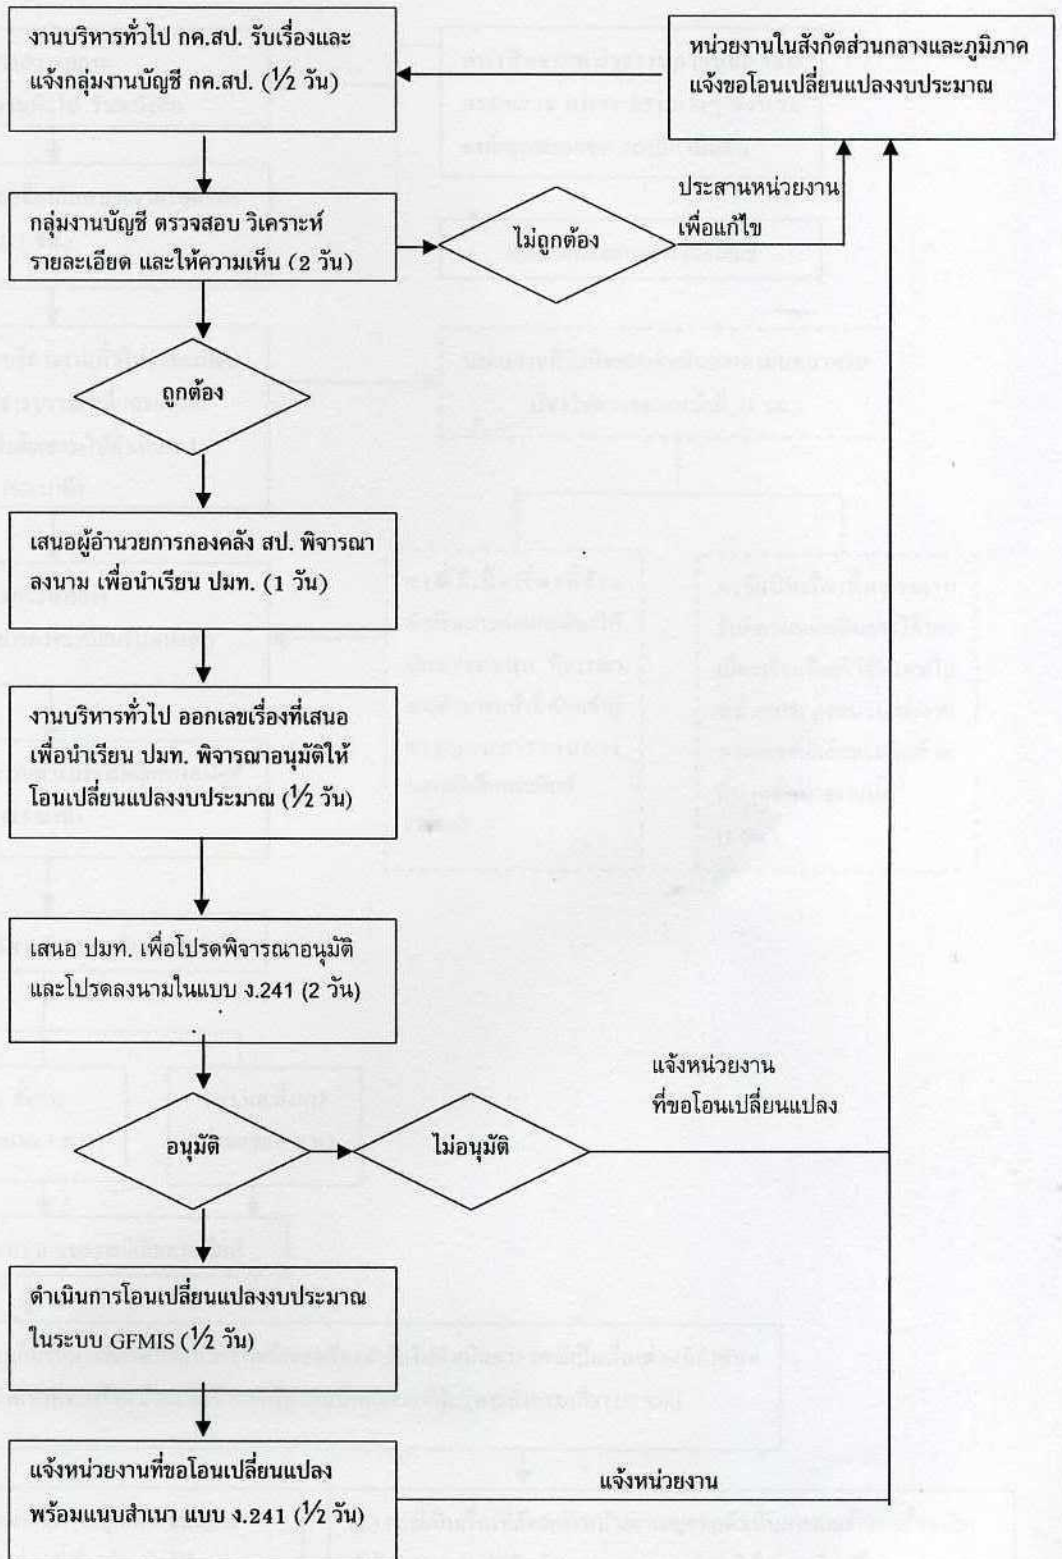 งานบริหารทั่วไป กค.สป. รับเรื่องและ
แจ้งกลุ่มงานบัญชี กค.สป. (½ วัน)
หน่วยงานในสังกัดส่วนกลางและภูมิภาค
แจ้งขอโอนเปลี่ยนแปลงงบประมาณ
กลุ่มงานบัญชี ตรวจสอบ วิเคราะห์
รายละเอียด และให้ความเห็น (2 วัน)
ไม่ถูกต้อง
ประสานหน่วยงาน
เพื่อแก้ไข
ถูกต้อง
เสนอผู้อำนวยการกองคลัง สป. พิจารณา
ลงนาม เพื่อนำเรียน ปมท. (1 วัน)
งานบริหารทั่วไป ออกเลขเรื่องที่เสนอ
เพื่อนำเรียน ปมท. พิจารณาอนุมัติให้
โอนเปลี่ยนแปลงงบประมาณ (½ วัน)
เสนอ ปมท. เพื่อโปรดพิจารณาอนุมัติ
และโปรดลงนามในแบบ ง.241 (2 วัน)
อนุมัติ
ไม่อนุมัติ
แจ้งหน่วยงาน
ที่ขอโอนเปลี่ยนแปลง
ดำเนินการโอนเปลี่ยนแปลงงบประมาณ
ในระบบ GFMIS (½ วัน)
แจ้งหน่วยงานที่ขอโอนเปลี่ยนแปลง
พร้อมแนบสำเนา แบบ ง.241 (½ วัน)
แจ้งหน่วยงาน